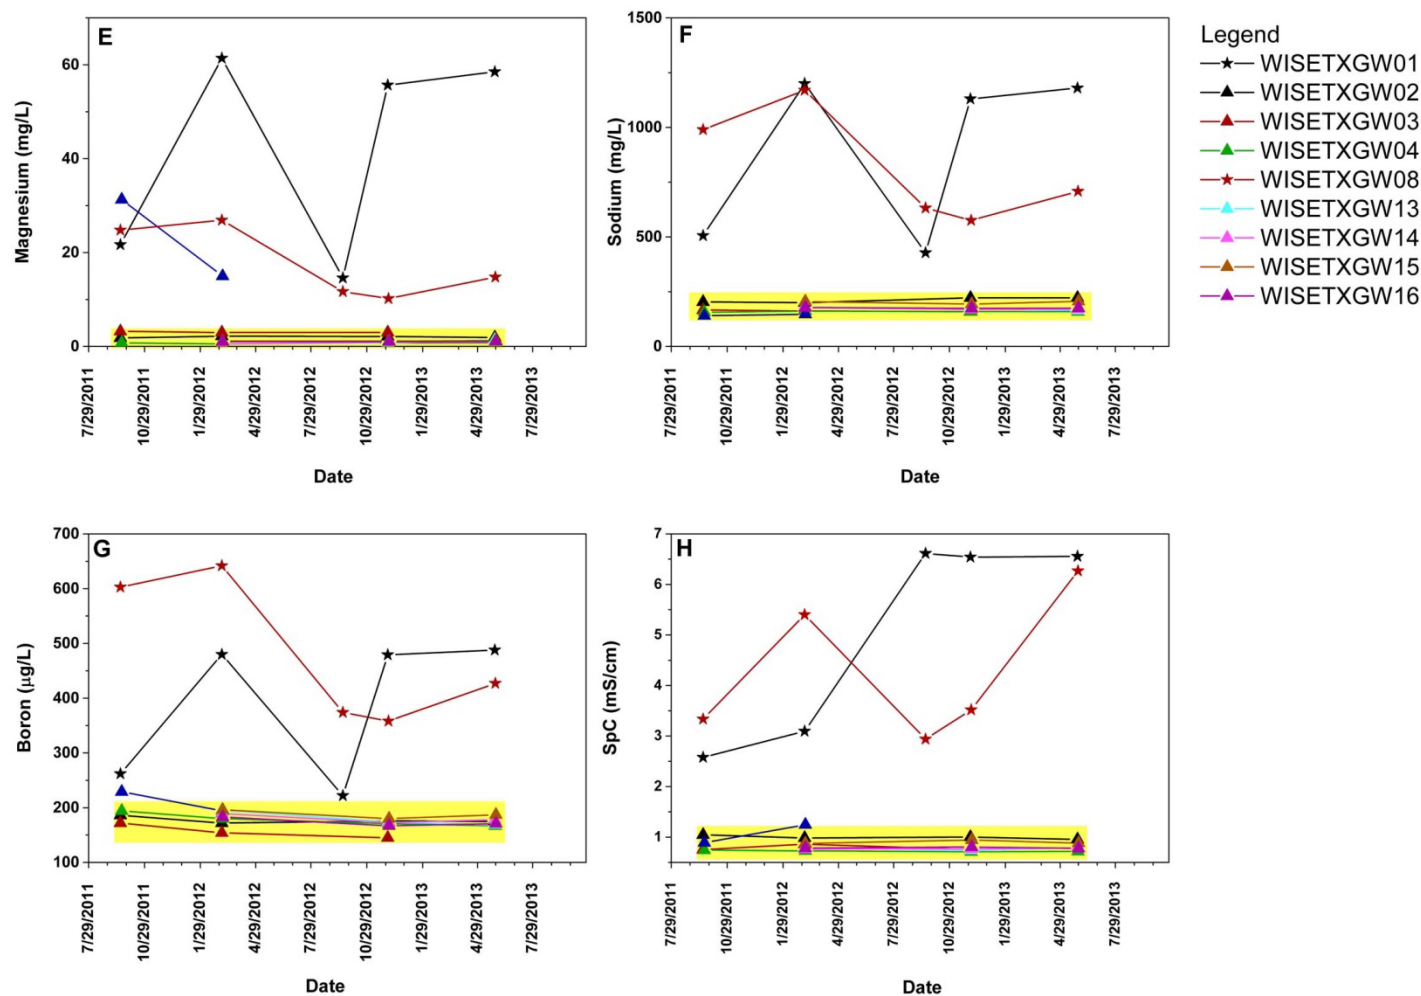 E
Magnesium (mg/L)
60
40
20
0
7/29/2011
10/29/2011
1/29/2012
4/29/2012
7/29/2012
10/29/2012
1/29/2013
4/29/2013
7/29/2013
Date
F
Sodium (mg/L)
1500
1000
500
0
7/29/2011
10/29/2011
1/29/2012
4/29/2012
7/29/2012
10/29/2012
1/29/2013
4/29/2013
7/29/2013
Date
Legend
WISETXGW01
WISETXGW02
WISETXGW03
WISETXGW04
WISETXGW08
WISETXGW13
WISETXGW14
WISETXGW15
WISETXGW16
G
Boron (µg/L)
700
600
500
400
300
200
100
7/29/2011
10/29/2011
1/29/2012
4/29/2012
7/29/2012
10/29/2012
1/29/2013
4/29/2013
7/29/2013
Date
H
SpC (mS/cm)
7
6
5
4
3
2
1
7/29/2011
10/29/2011
1/29/2012
4/29/2012
7/29/2012
10/29/2012
1/29/2013
4/29/2013
7/29/2013
Date